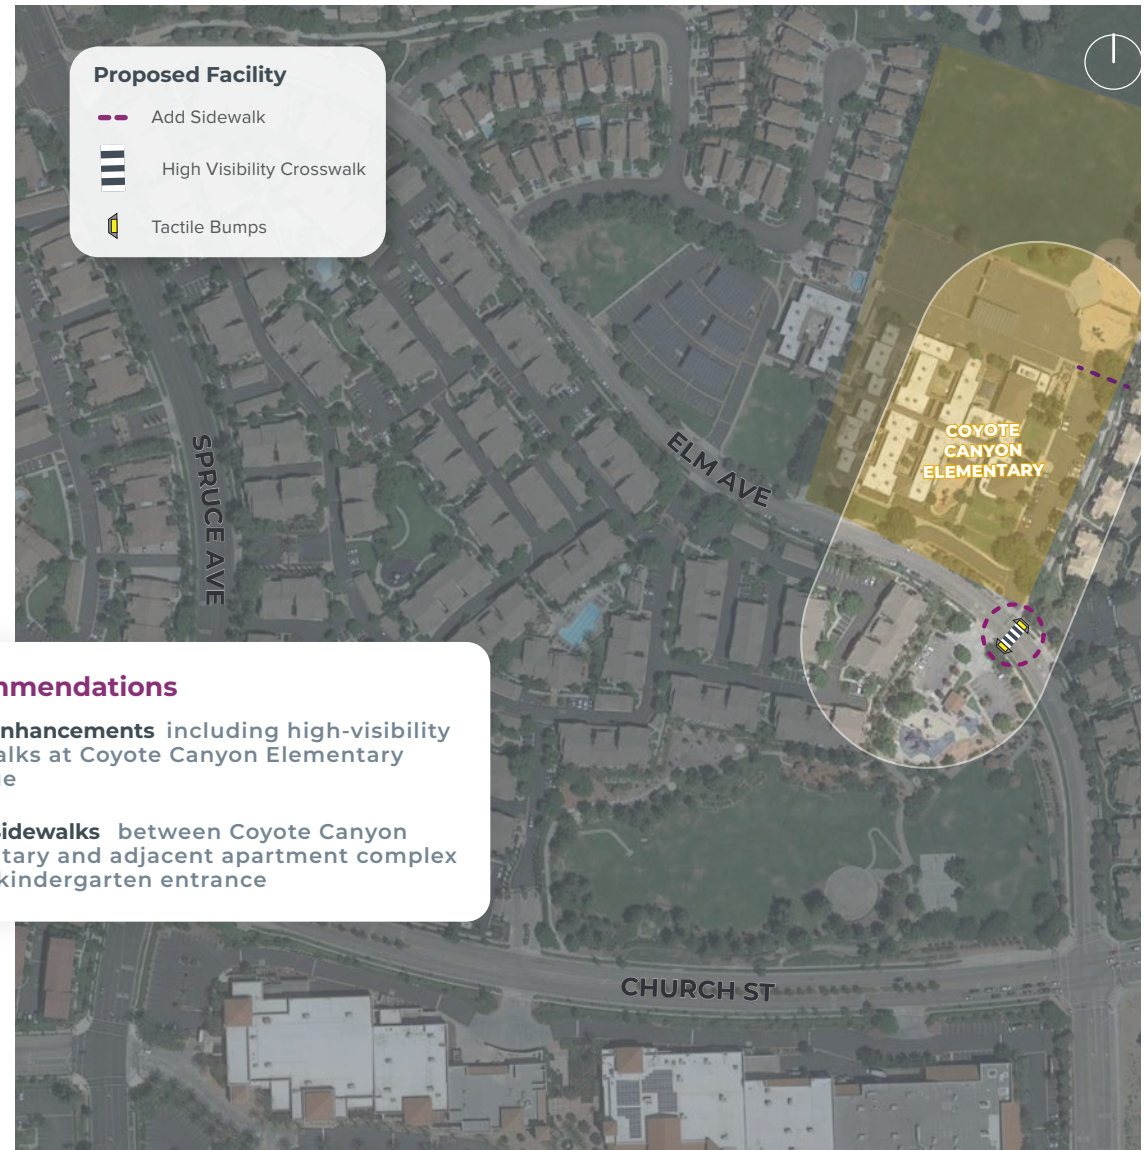 Proposed Facility
Add Sidewalk
High Visibility Crosswalk
Tactile Bumps
COYOTE
CANYON
ELEMENTARY
ELM AVE
SPRUCE AVE
mmendations
nhancements including high-visibility
alks at Coyote Canyon Elementary
ue
Sidewalks between Coyote Canyon
tary and adjacent apartment complex
kindergarten entrance
CHURCH ST